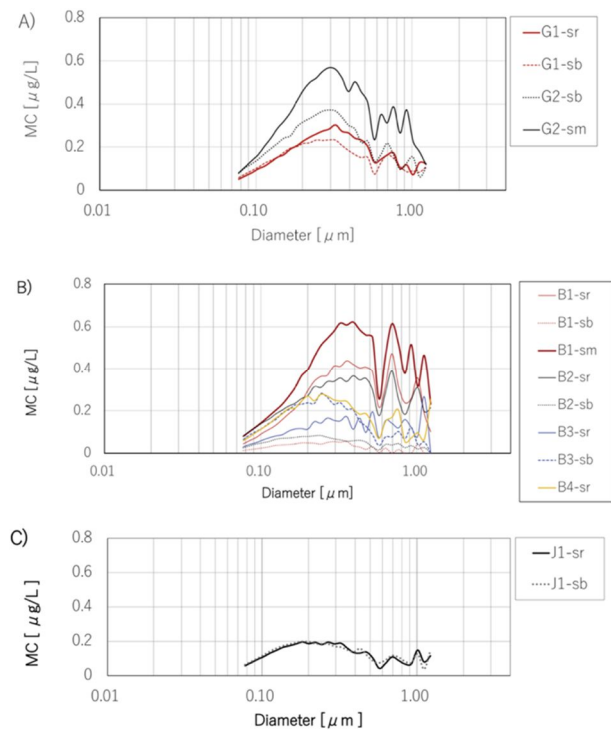 A)
MC [ μg/L]
0.8
0.6
0.4
0.2
0
0.01
0.10
1.00
Diameter [ μ m]
G1-sr
G1-sb
G2-sb
G2-sm
B)
MC [ μg/L]
0.8
0.6
0.4
0.2
0
0.01
0.10
1.00
Diameter [ μ m]
B1-sr
B1-sb
B1-sm
B2-sr
B2-sb
B3-sr
B3-sb
B4-sr
C)
MC [ μg/L]
0.8
0.6
0.4
0.2
0
0.01
0.10
1.00
Diameter [ μ m]
J1-sr
J1-sb